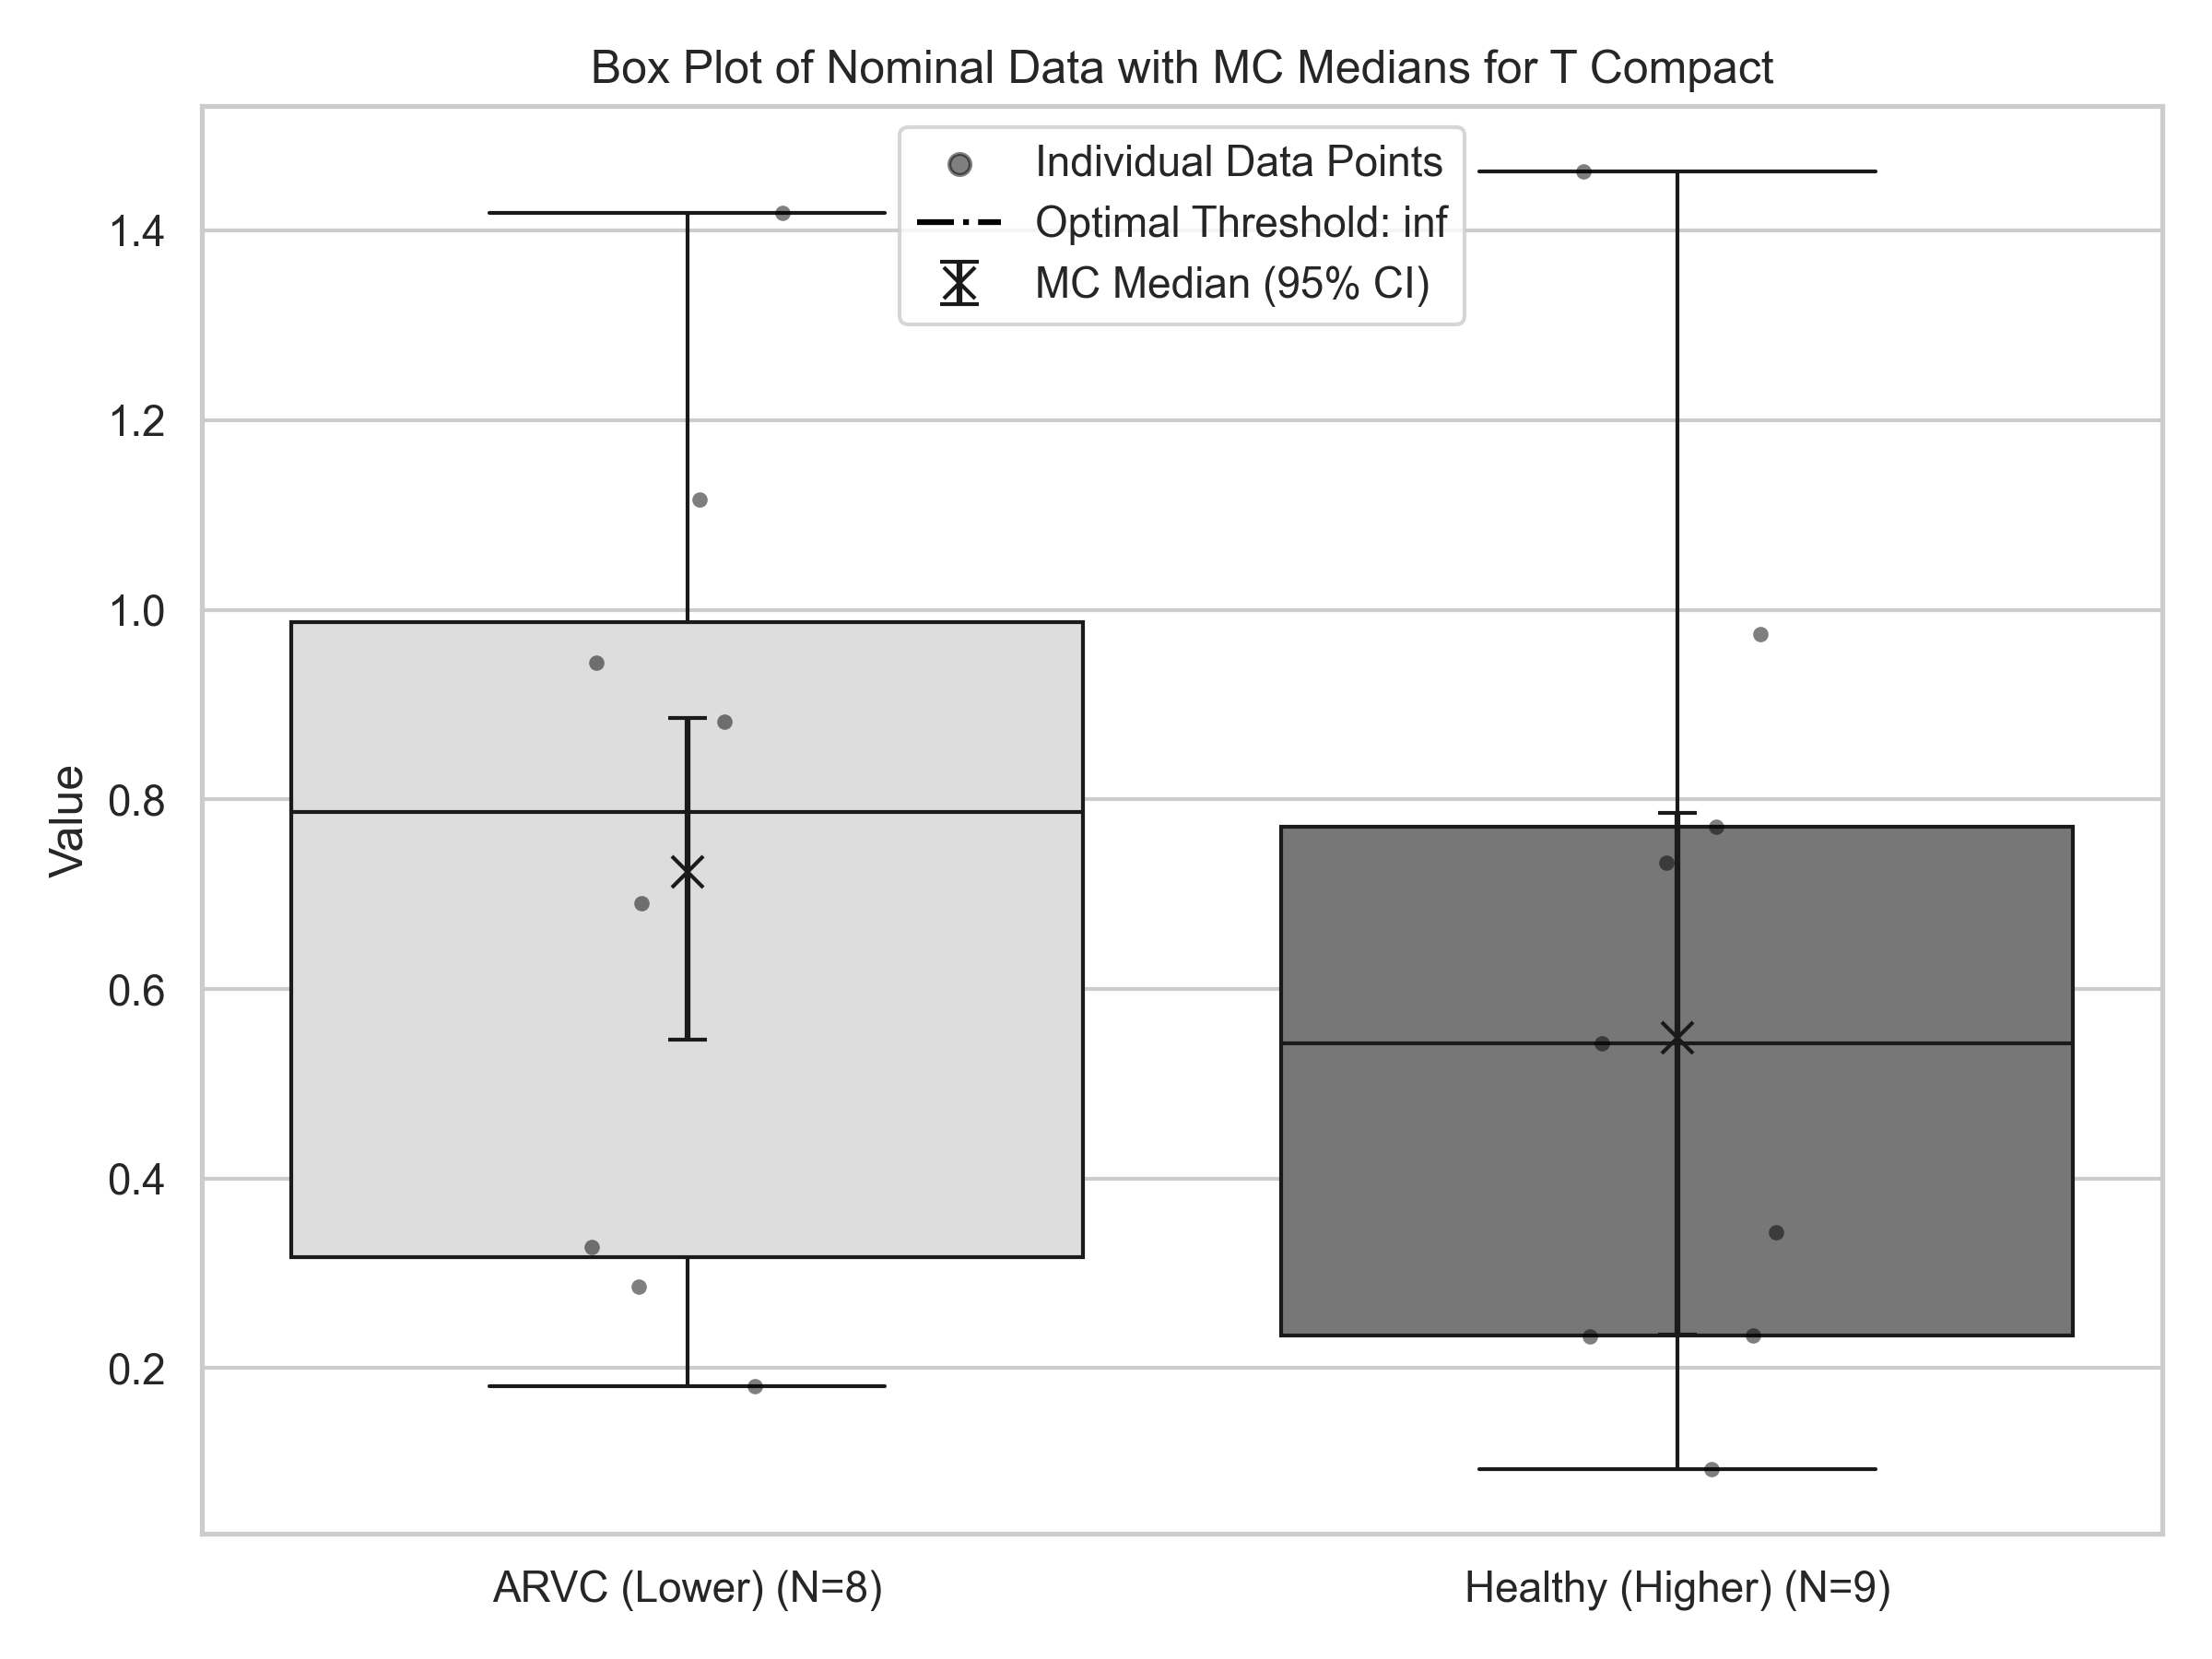 Box Plot of Nominal Data with MC Medians for T Compact
Individual Data Points
Optimal Threshold: inf
MC Median (95% CI)
1.4
1.2
1.0
0.8
0.6
0.4
0.2
Value
ARVC (Lower) (N=8)
Healthy (Higher) (N=9)